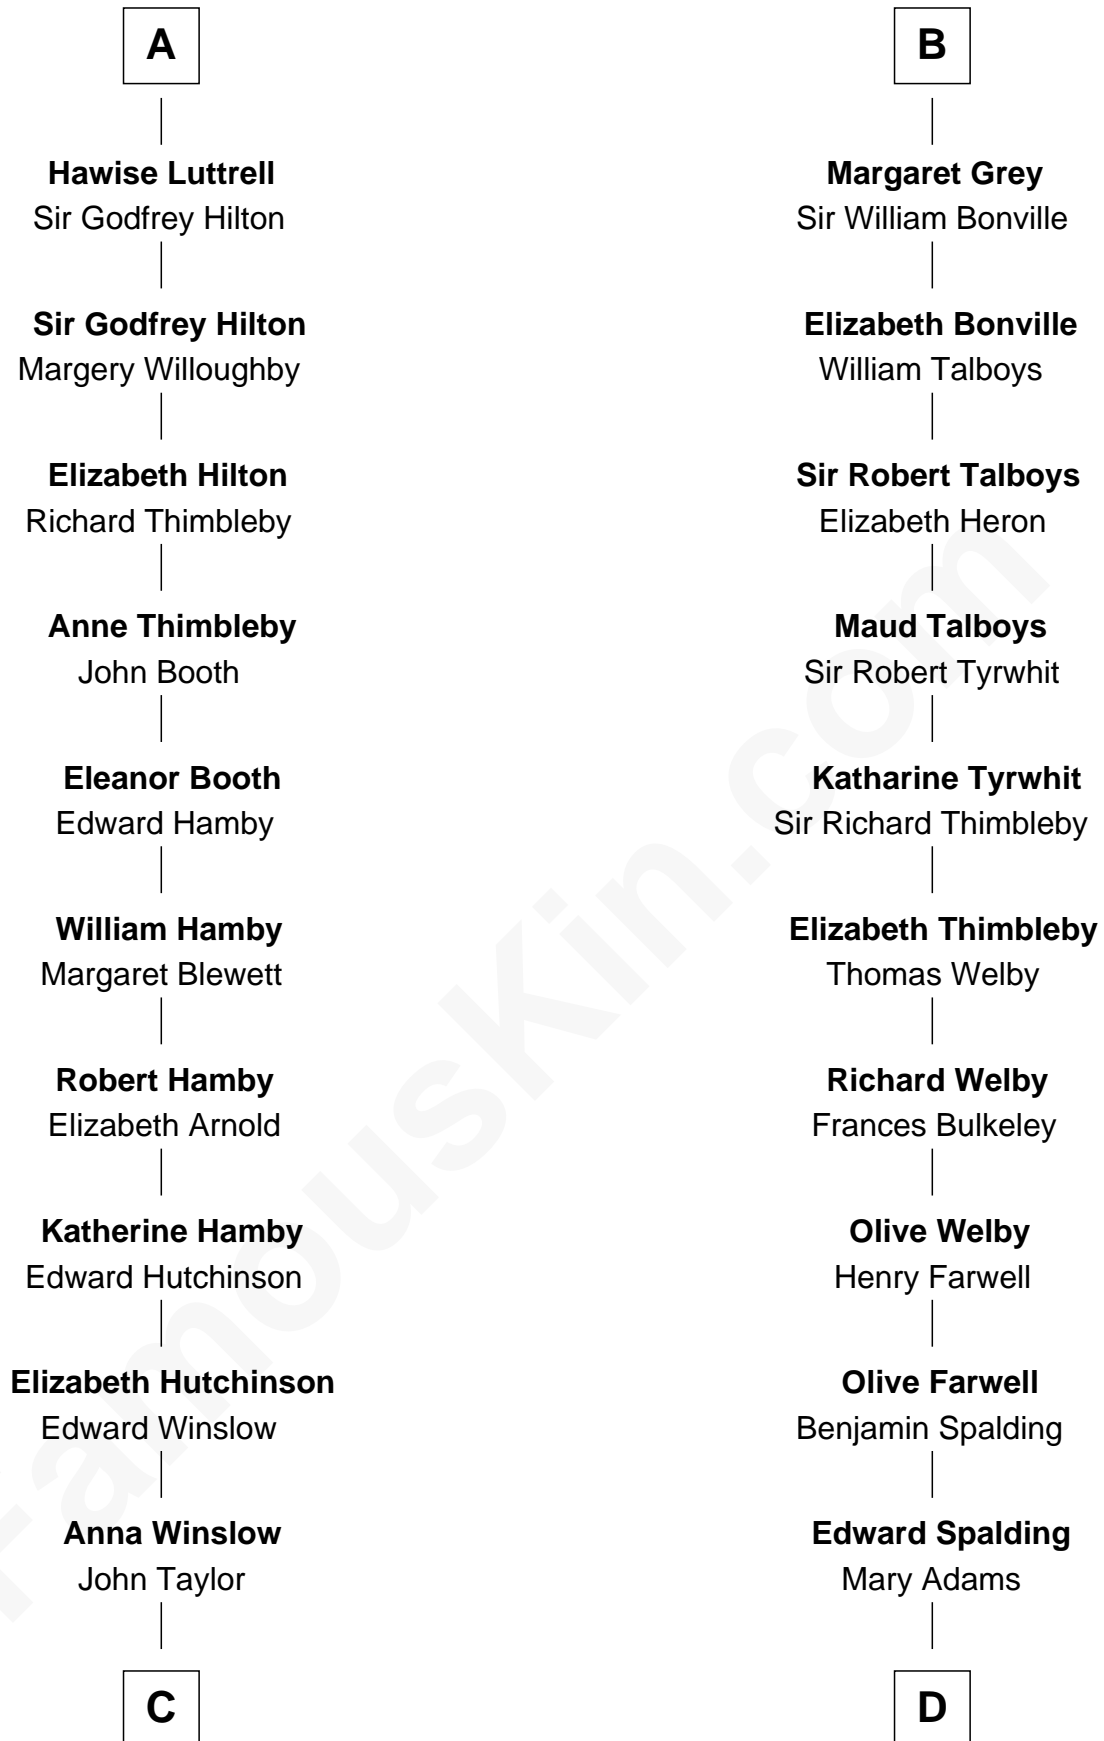 A
Hawise Luttrell
Sir Godfrey Hilton
Sir Godfrey Hilton
Margery Willoughby
Elizabeth Hilton
Richard Thimbleby
Anne Thimbleby
John Booth
Eleanor Booth
Edward Hamby
William Hamby
Margaret Blewett
Robert Hamby
Elizabeth Arnold
Katherine Hamby
Edward Hutchinson
Elizabeth Hutchinson
Edward Winslow
Anna Winslow
John Taylor
C
B
Margaret Grey
Sir William Bonville
Elizabeth Bonville
William Talboys
Sir Robert Talboys
Elizabeth Heron
Maud Talboys
Sir Robert Tyrwhit
Katharine Tyrwhit
Sir Richard Thimbleby
Elizabeth Thimbleby
Thomas Welby
Richard Welby
Frances Bulkeley
Olive Welby
Henry Farwell
Olive Farwell
Benjamin Spalding
Edward Spalding
Mary Adams
D
FamousKin.com